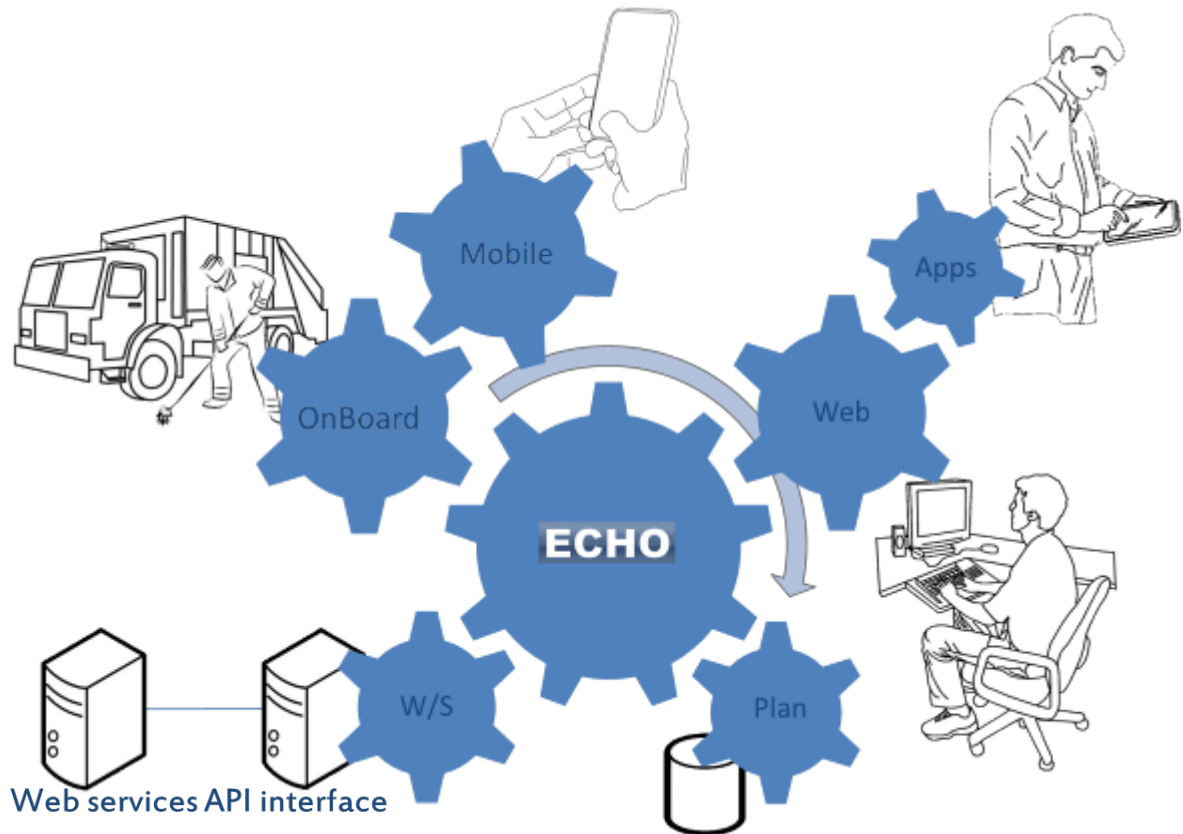 Mobile
Apps
OnBoard
Web
ECHO
W/S
Plan
Web services API interface